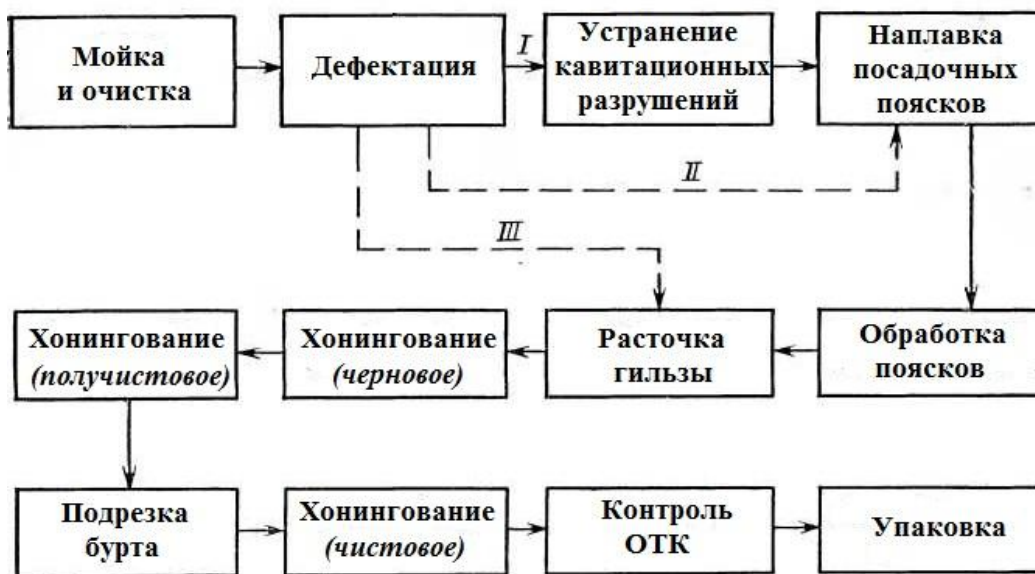 Мойка
и очистка
Дефектация
I
Устранение
кавитационных
разрушений
Наплавка
посадочных
поясков
II
III
Хонингование
(получистовое)
Хонингование
(черновое)
Расточка
гильзы
Обработка
поясков
Подрезка
бурта
Хонингование
(чистовое)
Контроль
ОТК
Упаковка